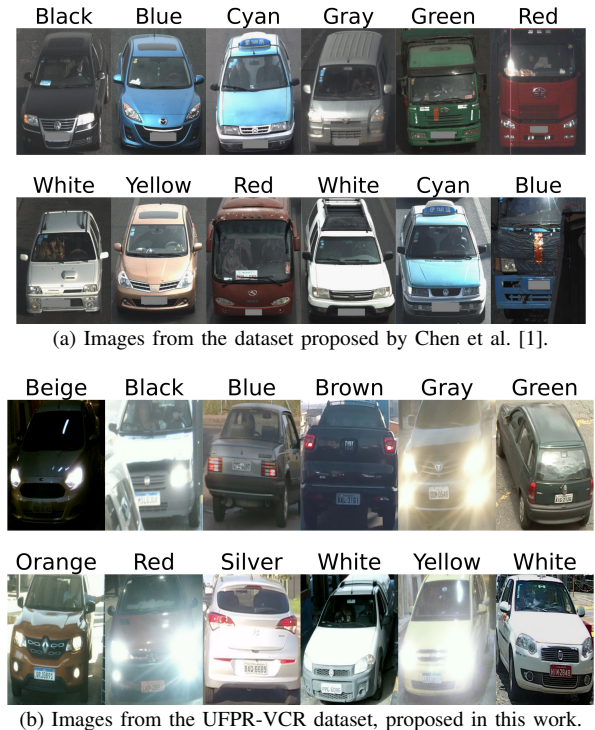 Black Blue Cyan Gray Green Red
White Yellow Red White Cyan Blue
(a) Images from the dataset proposed by Chen et al. [1].
Beige Black Blue Brown Gray Green
FIAT
Orange Red Silver White Yellow White
(b) Images from the UFPR-VCR dataset, proposed in this work.